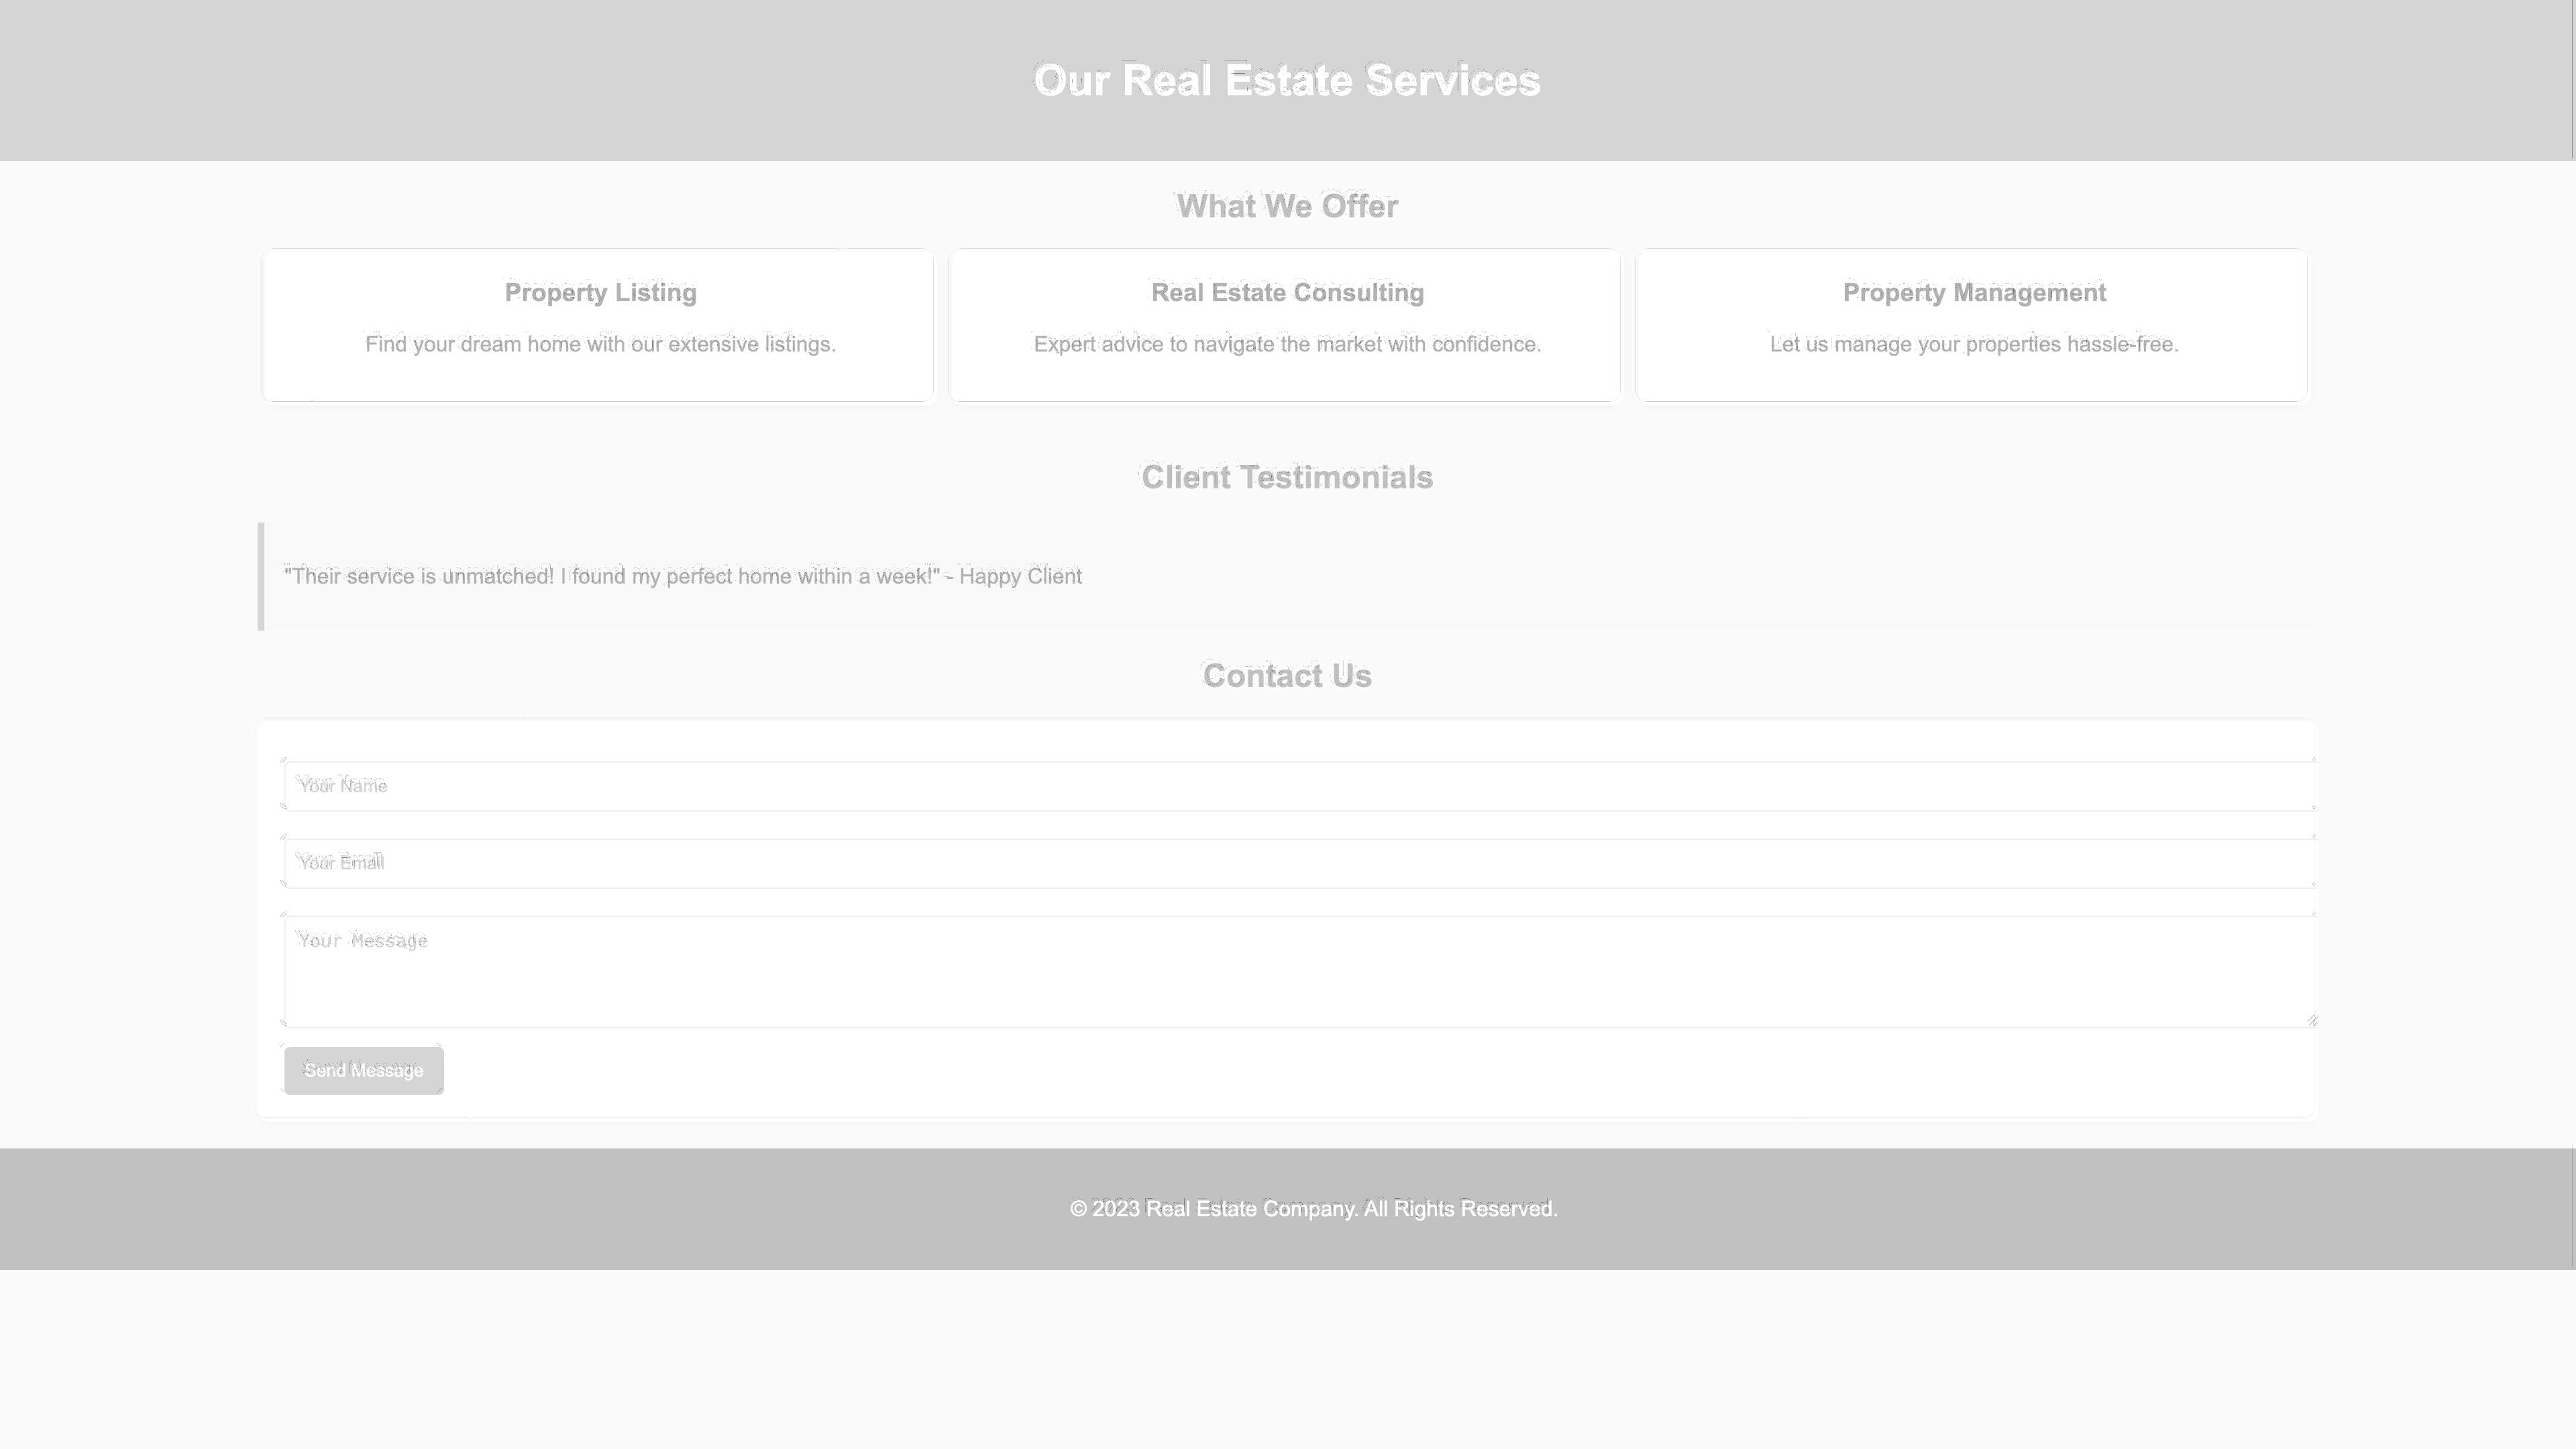 Our Real Estate Services
What We Offer
Property Listing
Find your dream home with our extensive listings.
Real Estate Consulting
Expert advice to navigate the market with confidence.
Property Management
Let us manage your properties hassle-free.
Client Testimonials
"Their service is unmatched! I found my perfect home within a week!" - Happy Client
Contact Us
Your Name
Your Email
Your Message
Send Message
© 2023 Real Estate Company. All Rights Reserved.